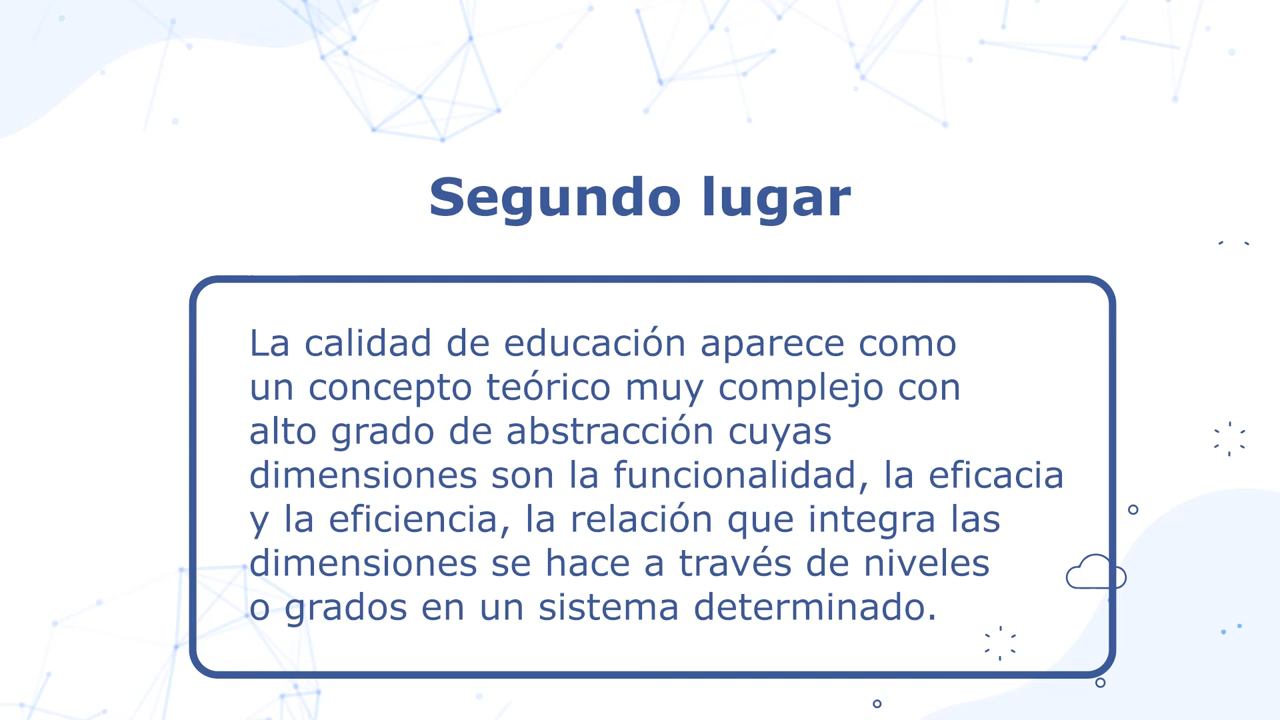 Segundo lugar
La calidad de educación aparece como
un concepto teórico muy complejo con
alto grado de abstracción cuyas
dimensiones son la funcionalidad, la eficacia
y la eficiencia, la relación que integra las
dimensiones se hace a través de niveles
o grados en un sistema determinado.